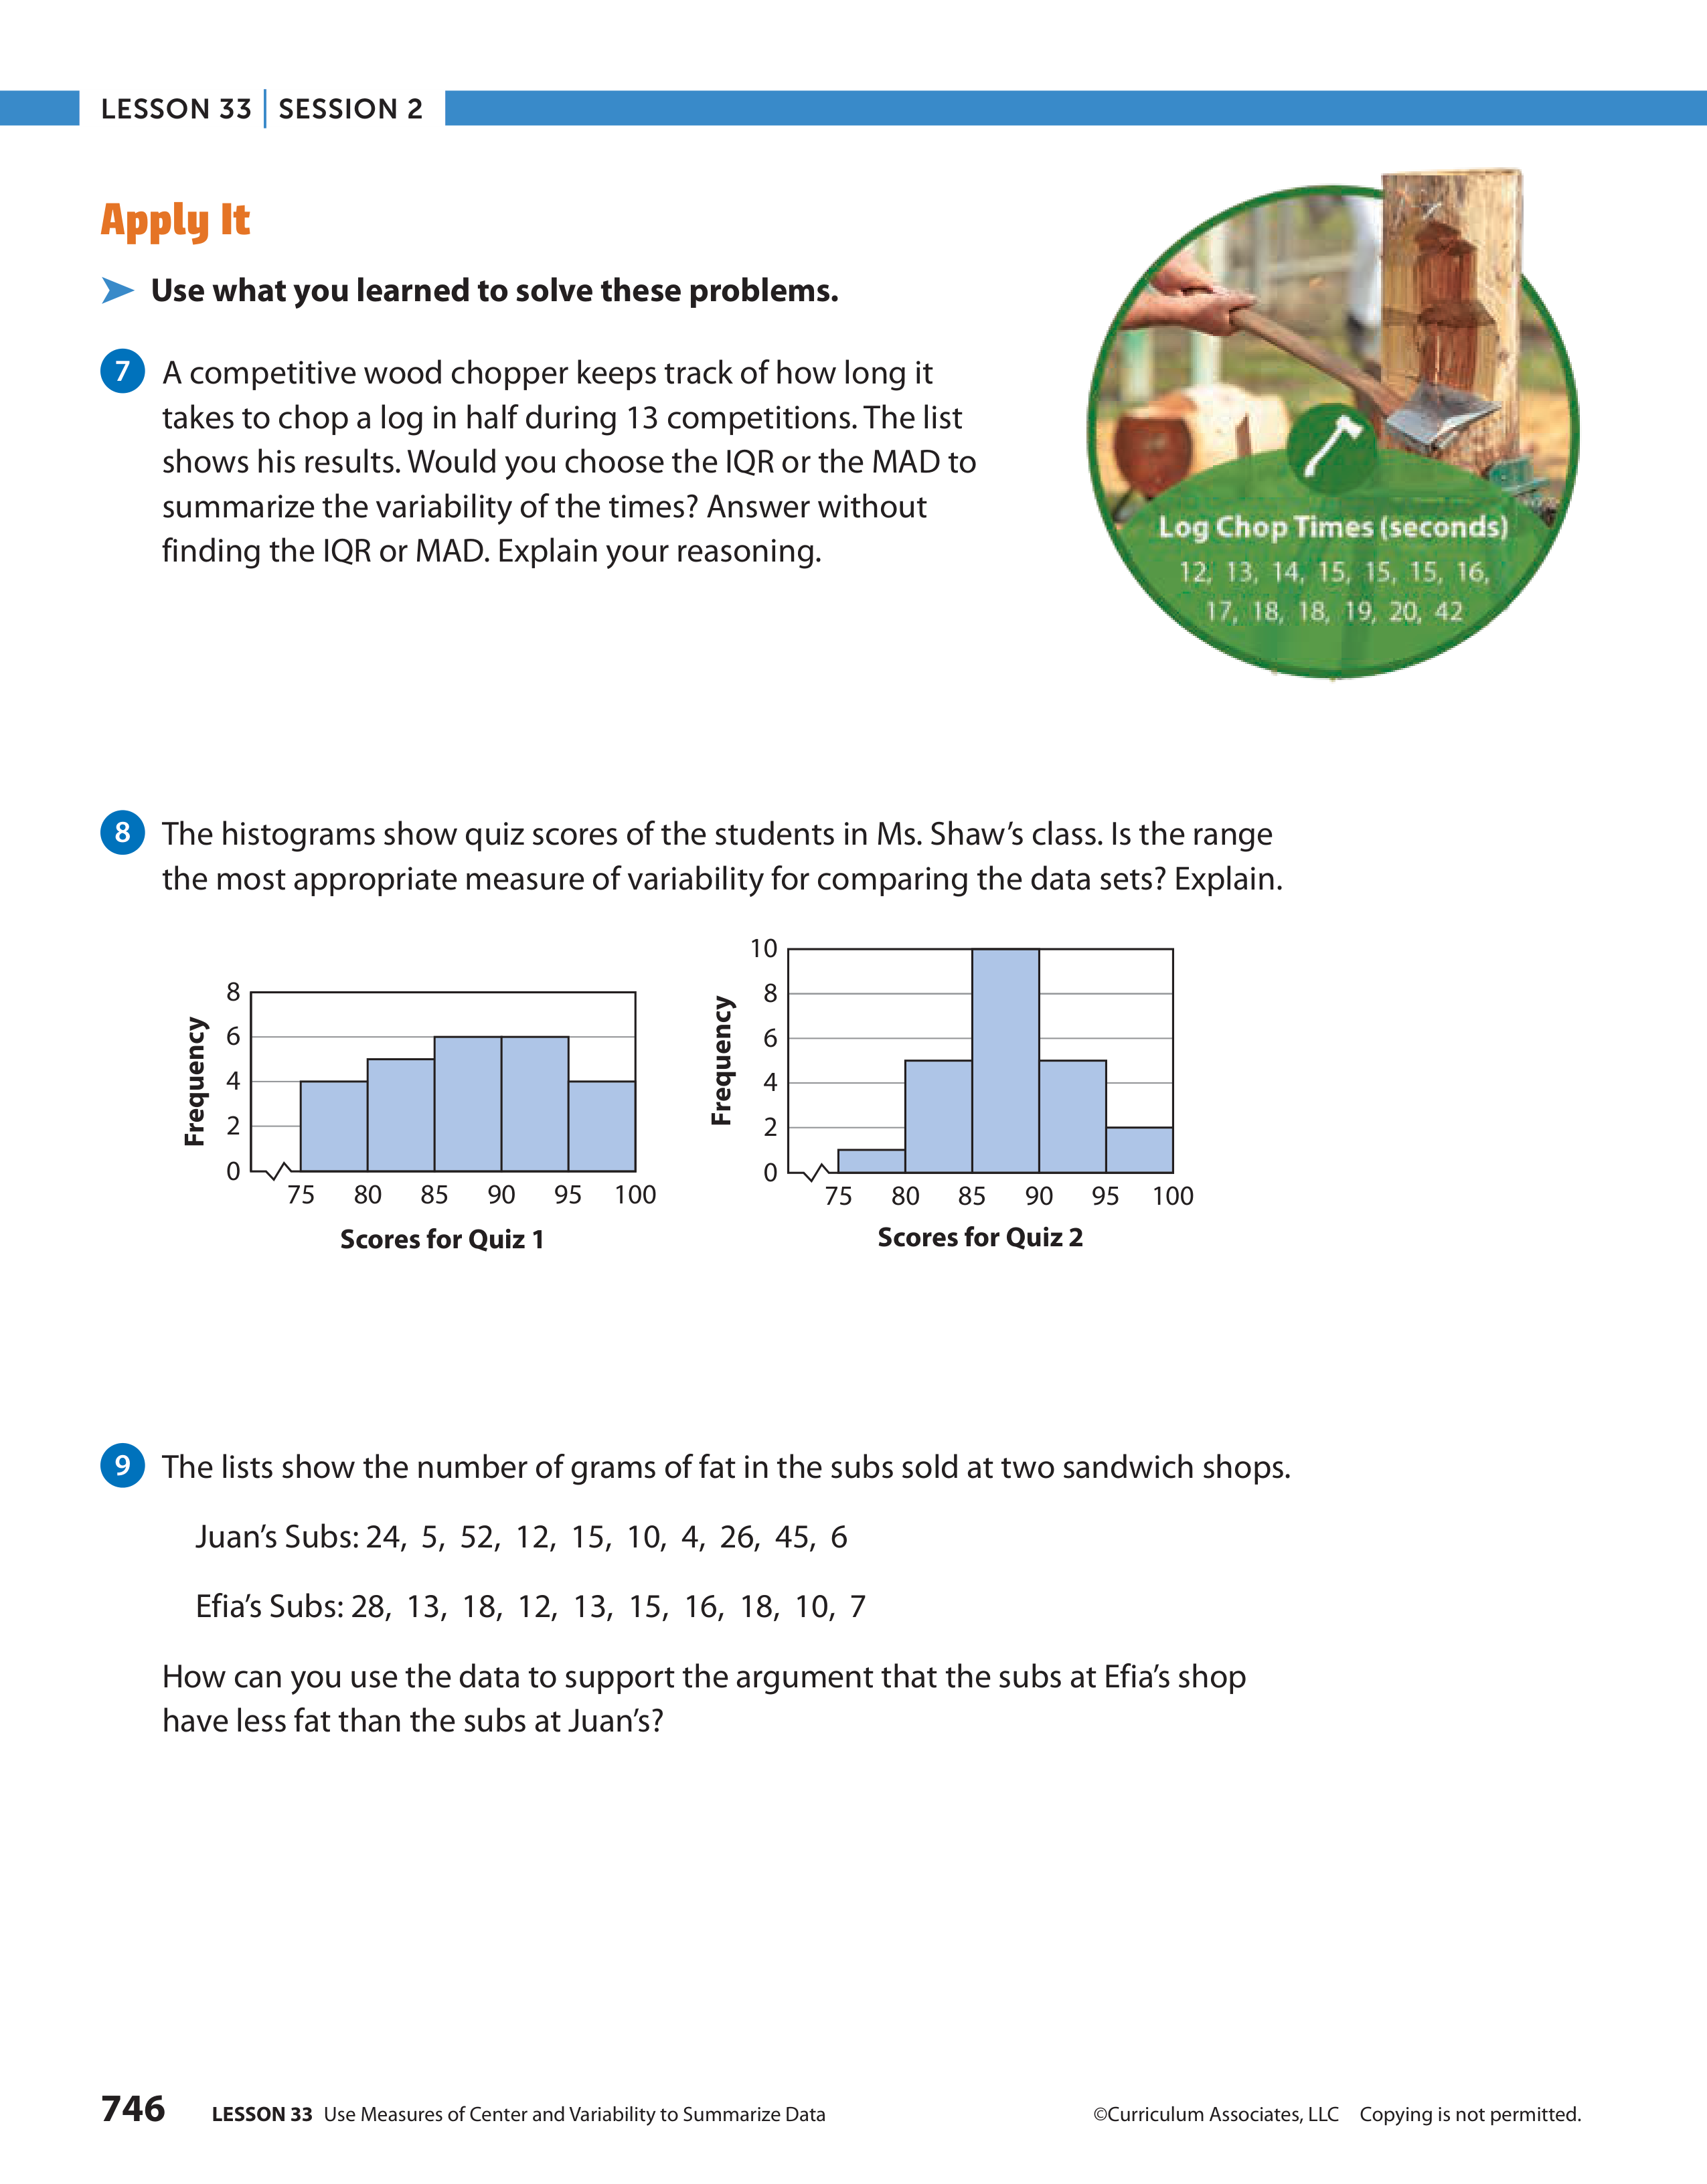 LESSON 33 | SESSION 2
Apply It
Use what you learned to solve these problems.
7 A competitive wood chopper keeps track of how long it
takes to chop a log in half during 13 competitions. The list
shows his results. Would you choose the IQR or the MAD to
summarize the variability of the times? Answer without
finding the IQR or MAD. Explain your reasoning.
Log Chop Times (seconds)
12, 13, 14, 15, 15, 15, 16,
17, 18, 18, 19, 20, 42
8 The histograms show quiz scores of the students in Ms. Shaw’s class. Is the range
the most appropriate measure of variability for comparing the data sets? Explain.
Frequency
8
6
4
2
0
75 80 85 90 95 100
Scores for Quiz 1
Frequency
10
8
6
4
2
0
75 80 85 90 95 100
Scores for Quiz 2
9 The lists show the number of grams of fat in the subs sold at two sandwich shops.
Juan’s Subs: 24, 5, 52, 12, 15, 10, 4, 26, 45, 6
Efia’s Subs: 28, 13, 18, 12, 13, 15, 16, 18, 10, 7
How can you use the data to support the argument that the subs at Efia’s shop
have less fat than the subs at Juan’s?
746 LESSON 33 Use Measures of Center and Variability to Summarize Data
©Curriculum Associates, LLC Copying is not permitted.